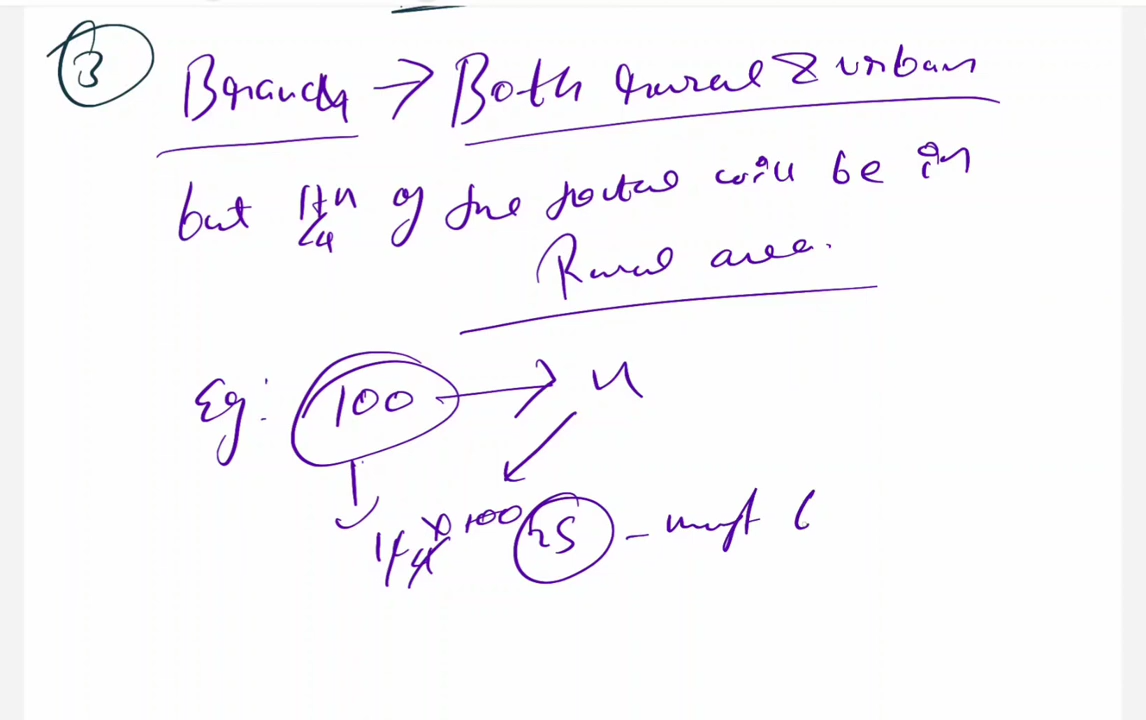 3
Branch → Both rural & urban
but 1/4th of the total will be in
Rural area.
Eg: 100 → u
1/4 x 100 25 - must (